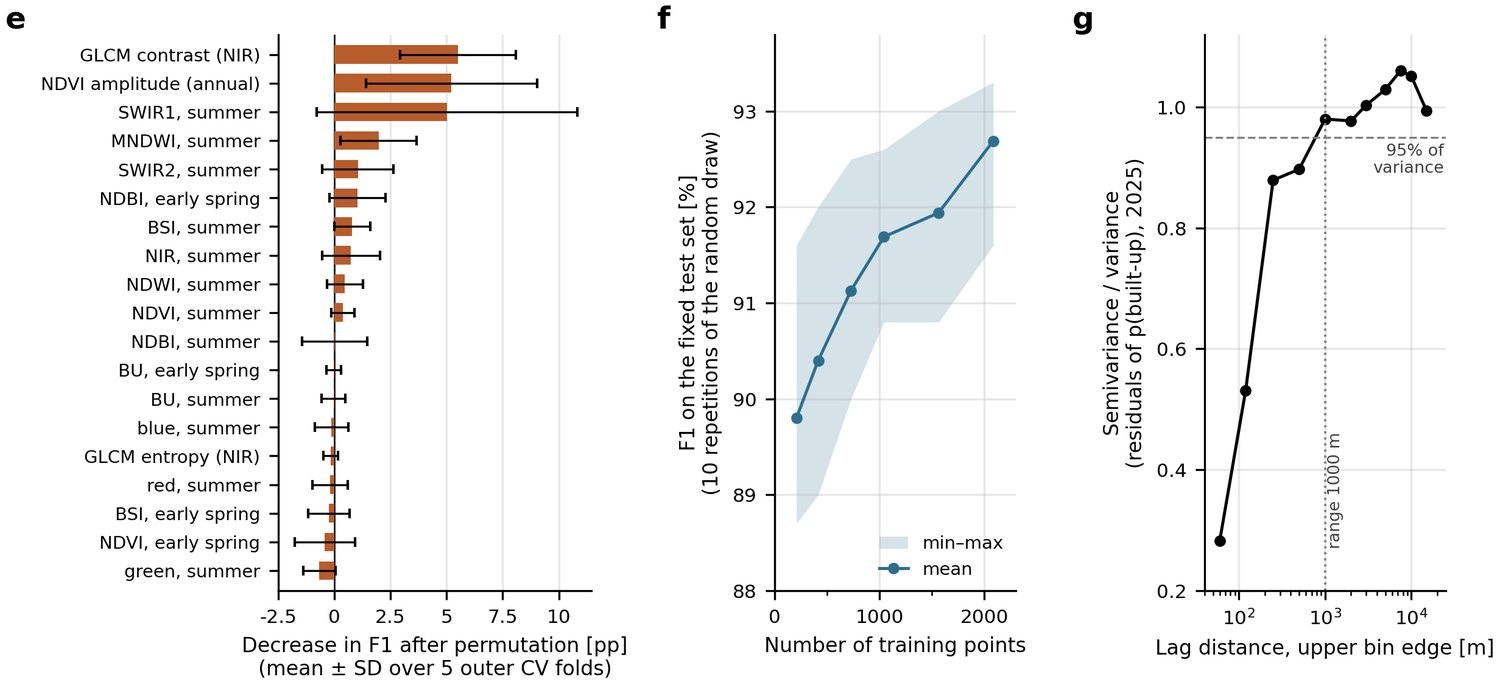 e
GLCM contrast (NIR)
NDVI amplitude (annual)
SWIR1, summer
MNDWI, summer
SWIR2, summer
NDBI, early spring
BSI, summer
NIR, summer
NDWI, summer
NDVI, summer
NDBI, summer
BU, early spring
BU, summer
blue, summer
GLCM entropy (NIR)
red, summer
BSI, early spring
NDVI, early spring
green, summer
-2.5 0 2.5 5 7.5 10
Decrease in F1 after permutation [pp]
(mean ± SD over 5 outer CV folds)
f
F1 on the fixed test set [%]
(10 repetitions of the random draw)
93
92
91
90
89
88
min–max
mean
0 1000 2000
Number of training points
g
Semivariance / variance
(residuals of p(built-up), 2025)
1.0
0.8
0.6
0.4
0.2
95% of
variance
range 1000 m
10² 10³ 10⁴
Lag distance, upper bin edge [m]